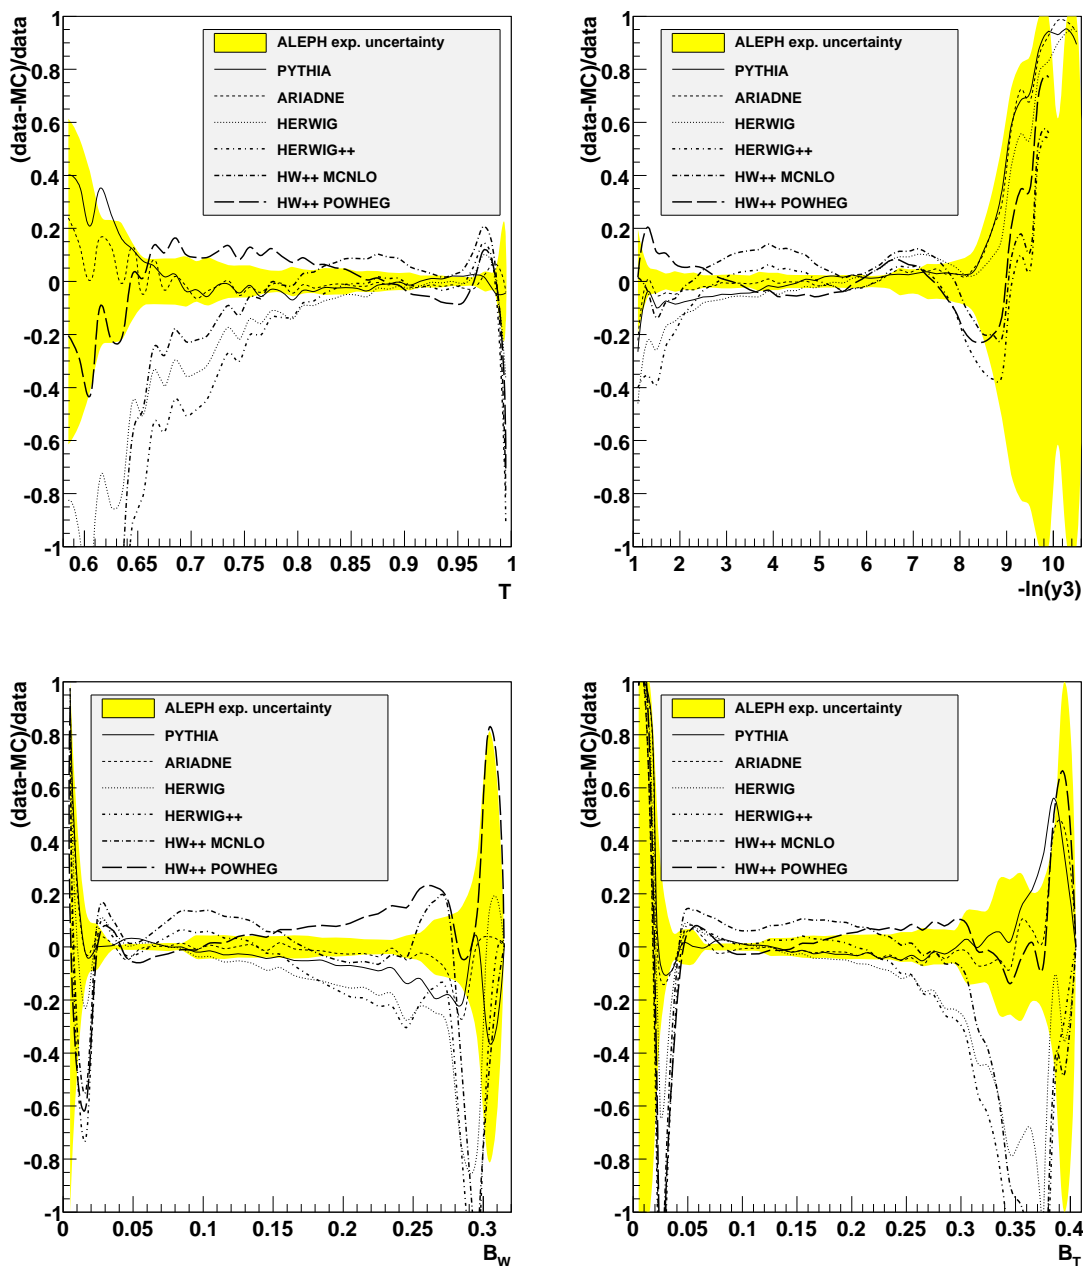 (data-MC)/data
1
0.8
0.6
0.4
0.2
0
-0.2
-0.4
-0.6
-0.8
-1
ALEPH exp. uncertainty
PYTHIA
ARIADNE
HERWIG
HERWIG++
HW++ MCNLO
HW++ POWHEG
0.6 0.65 0.7 0.75 0.8 0.85 0.9 0.95 1
T
(data-MC)/data
1
0.8
0.6
0.4
0.2
0
-0.2
-0.4
-0.6
-0.8
-1
ALEPH exp. uncertainty
PYTHIA
ARIADNE
HERWIG
HERWIG++
HW++ MCNLO
HW++ POWHEG
1 2 3 4 5 6 7 8 9 10
-ln(y3)
(data-MC)/data
1
0.8
0.6
0.4
0.2
0
-0.2
-0.4
-0.6
-0.8
-1
ALEPH exp. uncertainty
PYTHIA
ARIADNE
HERWIG
HERWIG++
HW++ MCNLO
HW++ POWHEG
0 0.05 0.1 0.15 0.2 0.25 0.3
B_W
(data-MC)/data
1
0.8
0.6
0.4
0.2
0
-0.2
-0.4
-0.6
-0.8
-1
ALEPH exp. uncertainty
PYTHIA
ARIADNE
HERWIG
HERWIG++
HW++ MCNLO
HW++ POWHEG
0 0.05 0.1 0.15 0.2 0.25 0.3 0.35 0.4
B_T